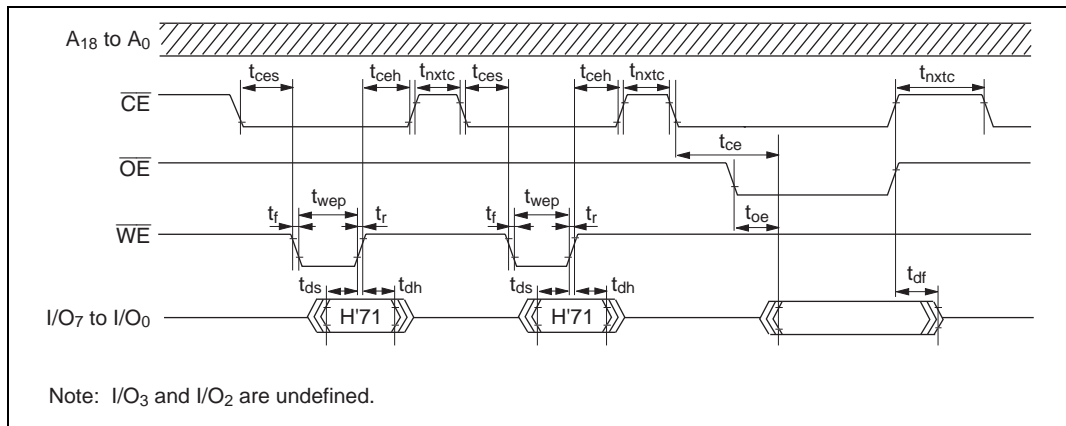 A18 to A0
tces tceh tnxtc tces tceh tnxtc tnxtc
CE
tce
OE
twep twep
tf tr tf tr toe
WE
tds tdh tds tdh tdf
I/O7 to I/O0 H'71 H'71
Note: I/O3 and I/O2 are undefined.